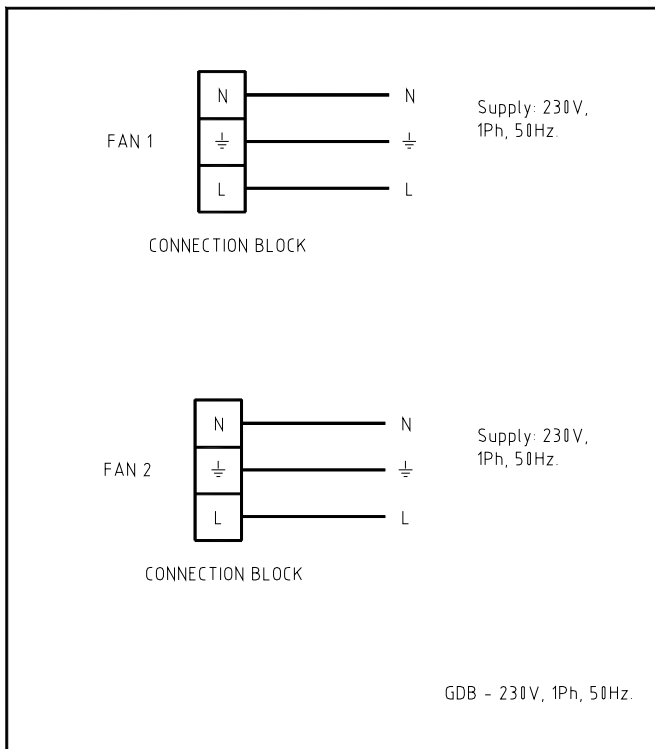 N N
Supply: 230V,
1Ph, 50Hz.
FAN 1 ⏚ ⏚
L L
CONNECTION BLOCK
N N
Supply: 230V,
1Ph, 50Hz.
FAN 2 ⏚ ⏚
L L
CONNECTION BLOCK
GDB - 230V, 1Ph, 50Hz.